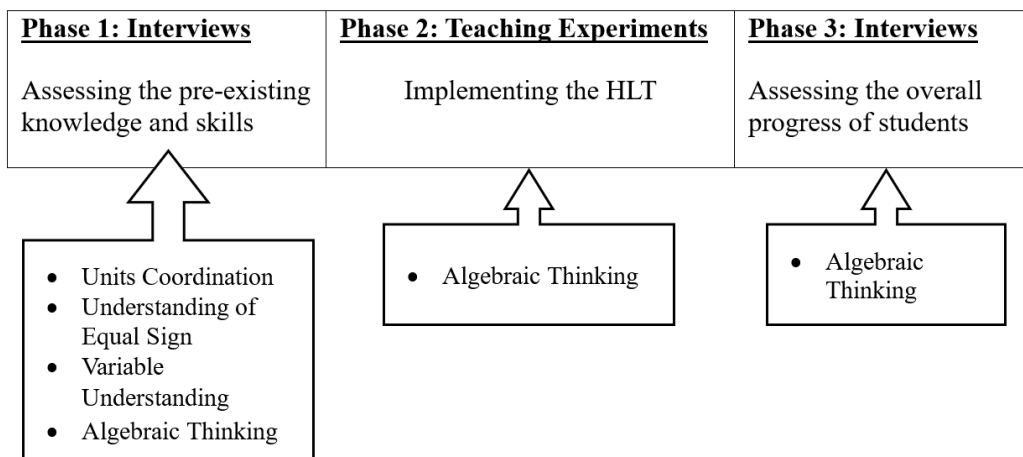 Phase 1: Interviews
Assessing the pre-existing
knowledge and skills
Phase 2: Teaching Experiments
Implementing the HLT
Phase 3: Interviews
Assessing the overall
progress of students
• Units Coordination
• Understanding of
Equal Sign
• Variable
Understanding
• Algebraic Thinking
• Algebraic Thinking
• Algebraic
Thinking